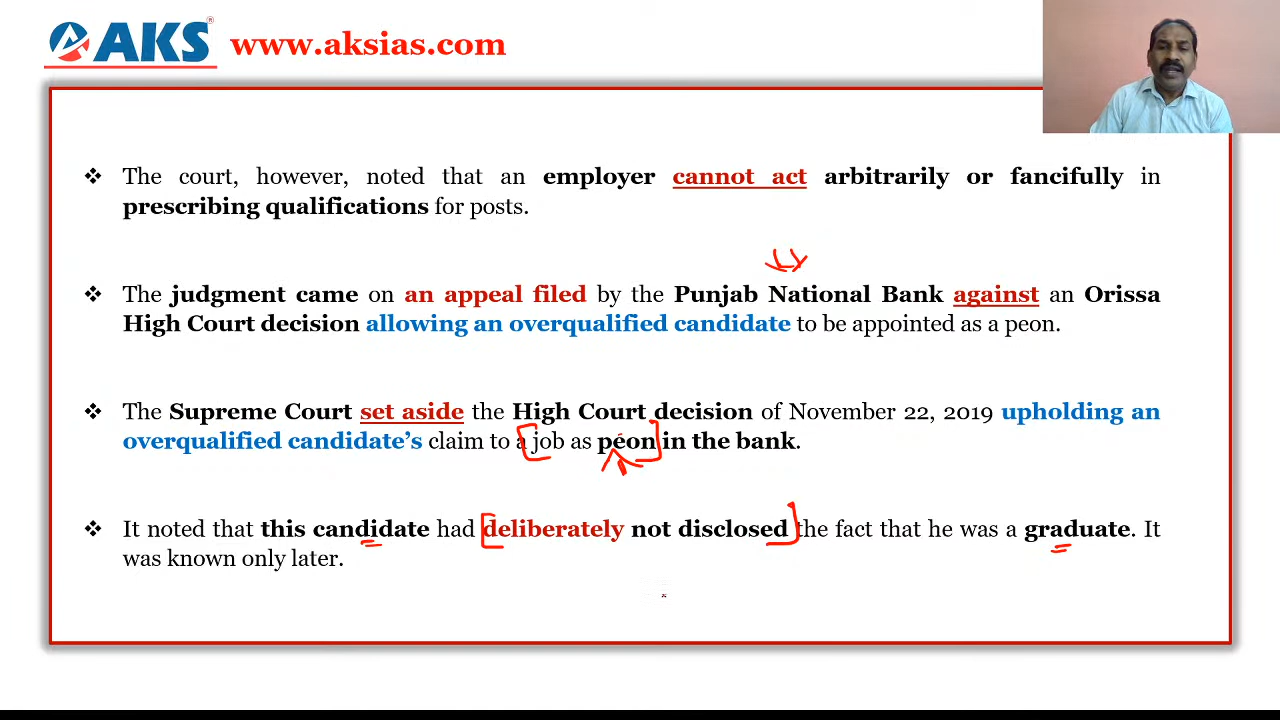 AKS® www.aksias.com
❖ The court, however, noted that an employer cannot act arbitrarily or fancifully in
prescribing qualifications for posts.
❖ The judgment came on an appeal filed by the Punjab National Bank against an Orissa
High Court decision allowing an overqualified candidate to be appointed as a peon.
❖ The Supreme Court set aside the High Court decision of November 22, 2019 upholding an
overqualified candidate's claim to a job as peon in the bank.
❖ It noted that this candidate had deliberately not disclosed the fact that he was a graduate. It
was known only later.